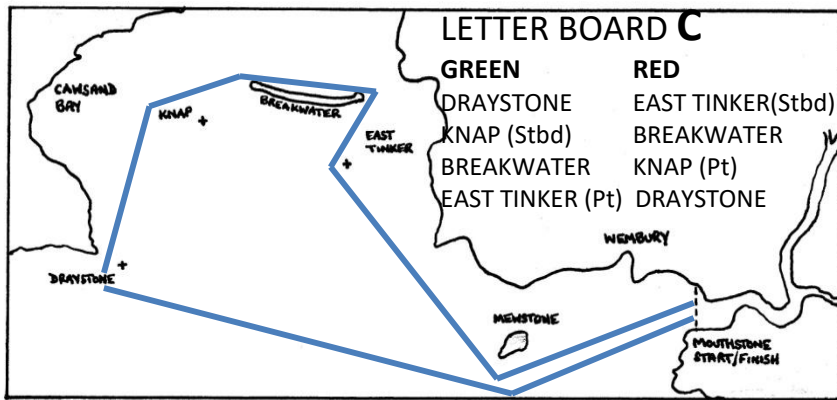 LETTER BOARD C
GREEN RED
DRAYSTONE EAST TINKER(Stbd)
KNAP (Stbd) BREAKWATER
BREAKWATER KNAP (Pt)
EAST TINKER (Pt) DRAYSTONE
CAWSAND
BAY
KNAP
BREAKWATER
EAST
TINKER
DRAYSTONE
WEMBURY
MEWSTONE
MOUTHSTONE
START/FINISH